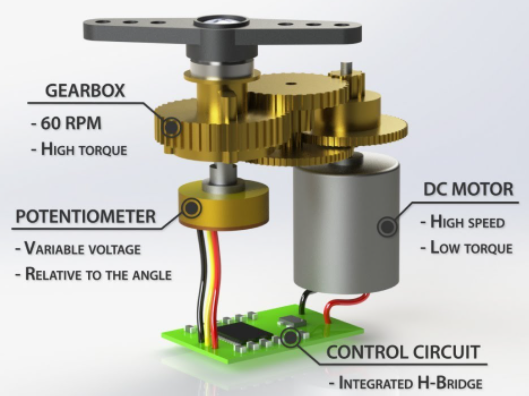 GEARBOX
- 60 RPM
- HIGH TORQUE
POTENTIOMETER
- VARIABLE VOLTAGE
- RELATIVE TO THE ANGLE
DC MOTOR
- HIGH SPEED
- LOW TORQUE
CONTROL CIRCUIT
- INTEGRATED H-BRIDGE